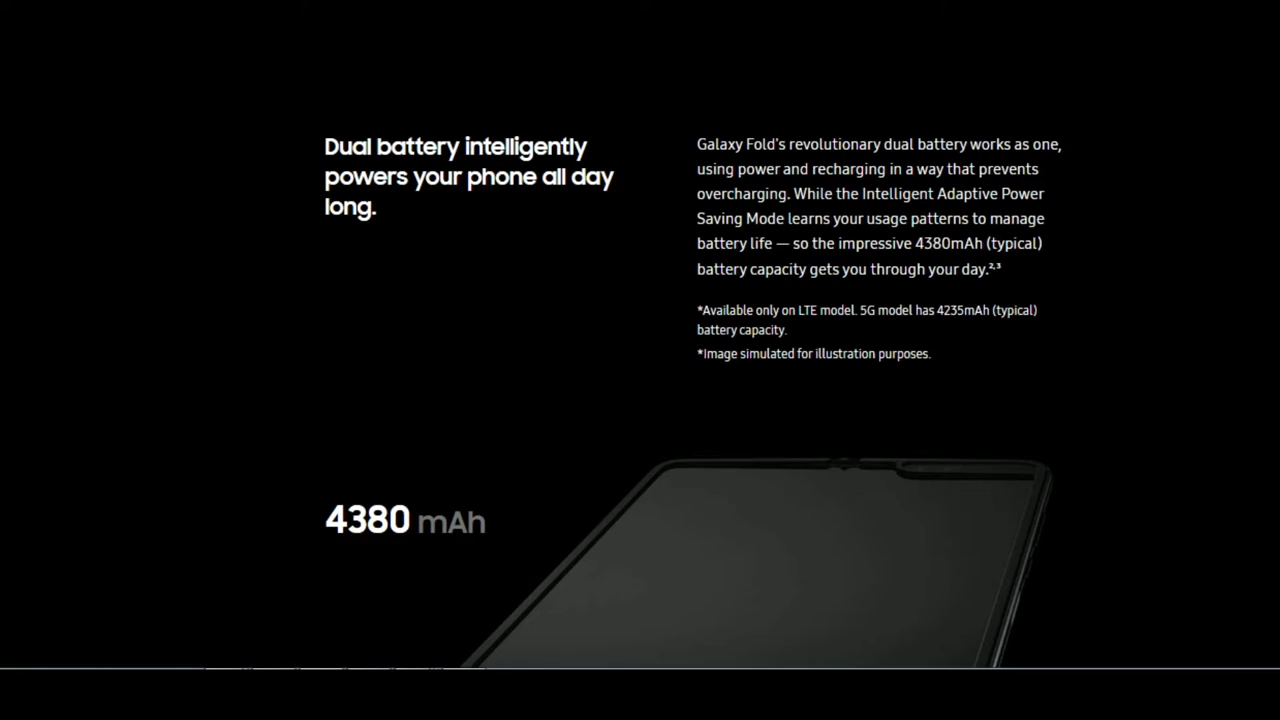 Dual battery intelligently
powers your phone all day
long.
Galaxy Fold's revolutionary dual battery works as one,
using power and recharging in a way that prevents
overcharging. While the Intelligent Adaptive Power
Saving Mode learns your usage patterns to manage
battery life — so the impressive 4380mAh (typical)
battery capacity gets you through your day.²,³
*Available only on LTE model. 5G model has 4235mAh (typical)
battery capacity.
*Image simulated for illustration purposes.
4380 mAh